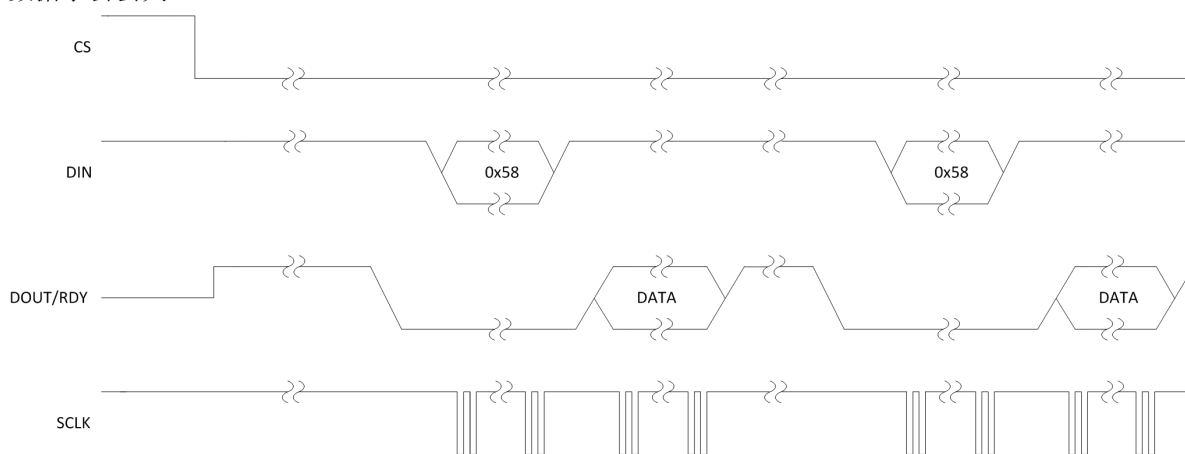 CS
DIN
0x58
0x58
DOUT/RDY
DATA
DATA
SCLK